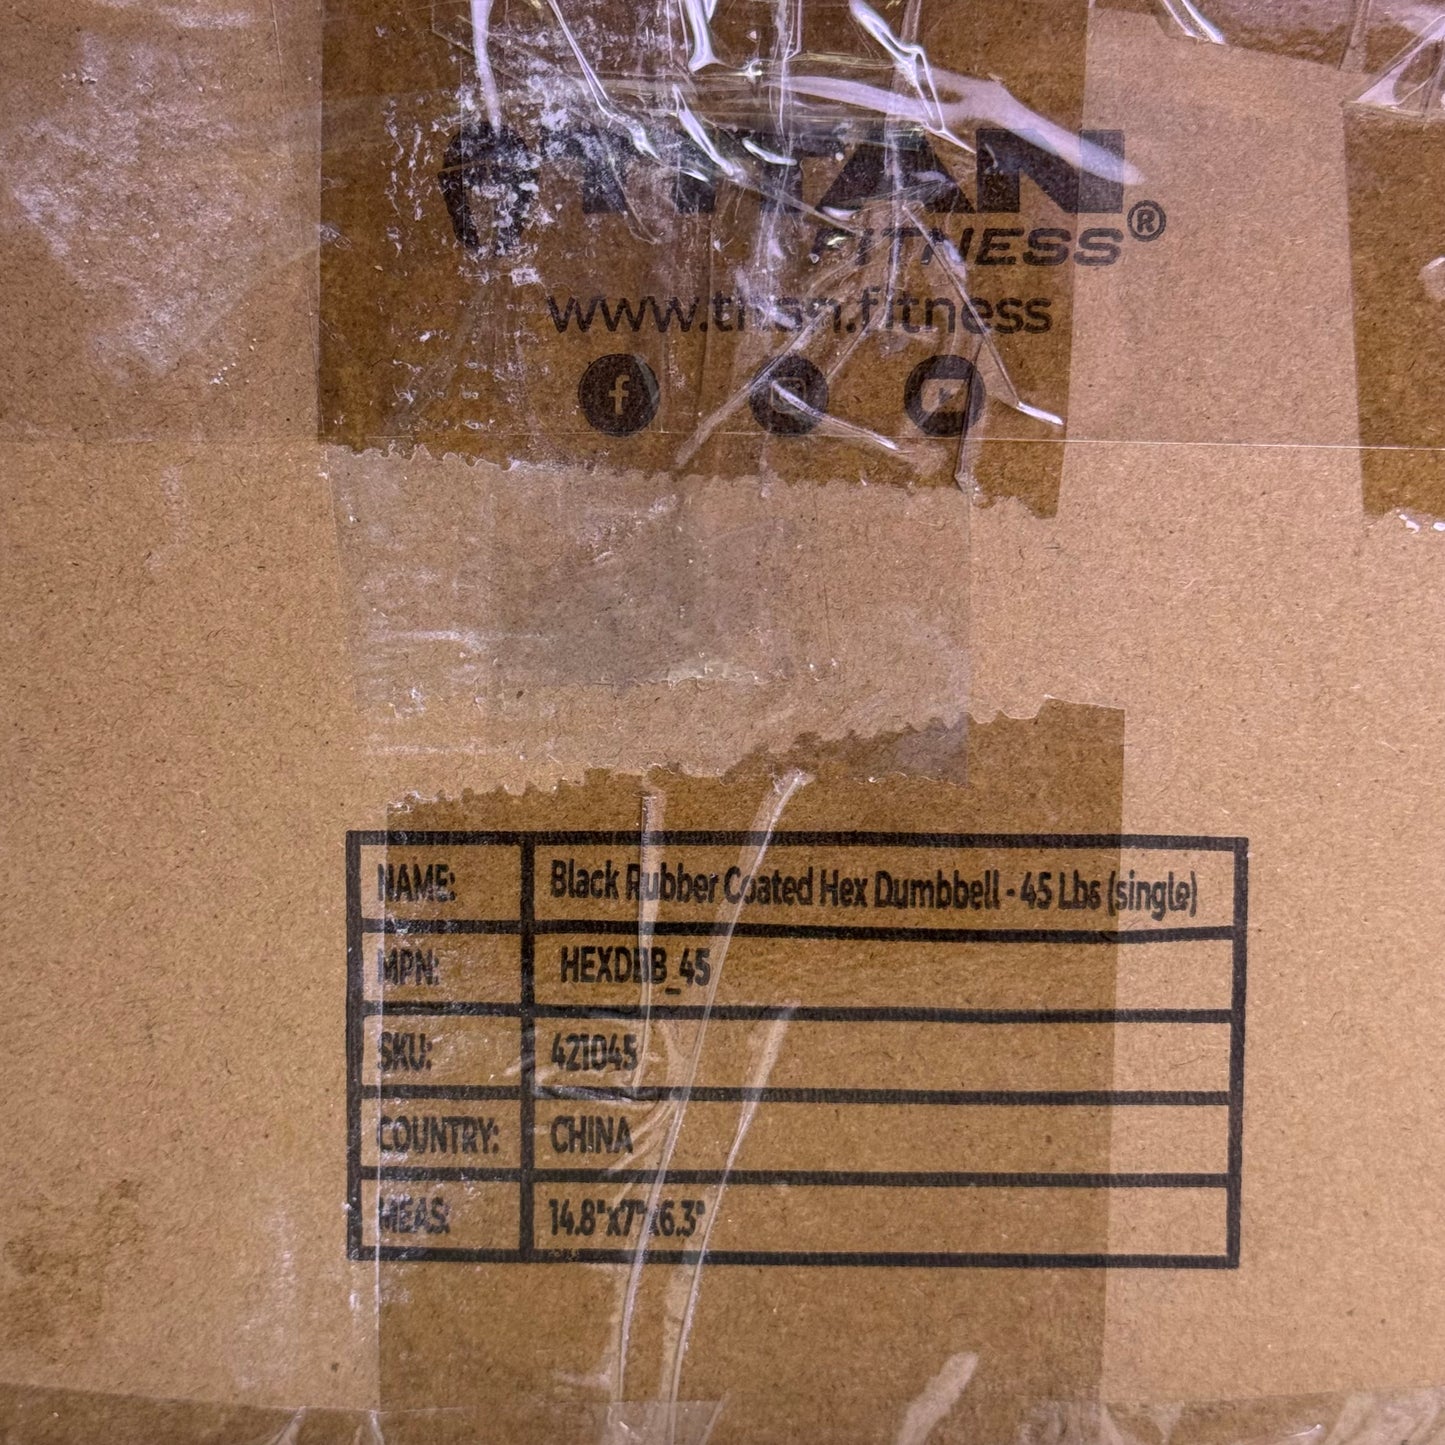 TITAN
FITNESS®
www.titan.fitness
NAME: Black Rubber Coated Hex Dumbbell - 45 Lbs (single)
MPN: HEXDBB_45
SKU: 421045
COUNTRY: CHINA
MEAS: 14.8"x7"x6.3"